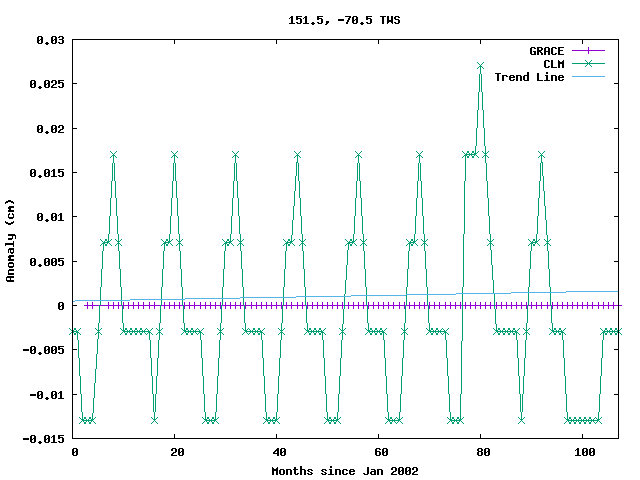 151.5, -70.5 TWS
0.03
0.025
0.02
0.015
0.01
0.005
0
-0.005
-0.01
-0.015
Anomaly (cm)
GRACE
CLM
Trend Line
0 20 40 60 80 100
Months since Jan 2002